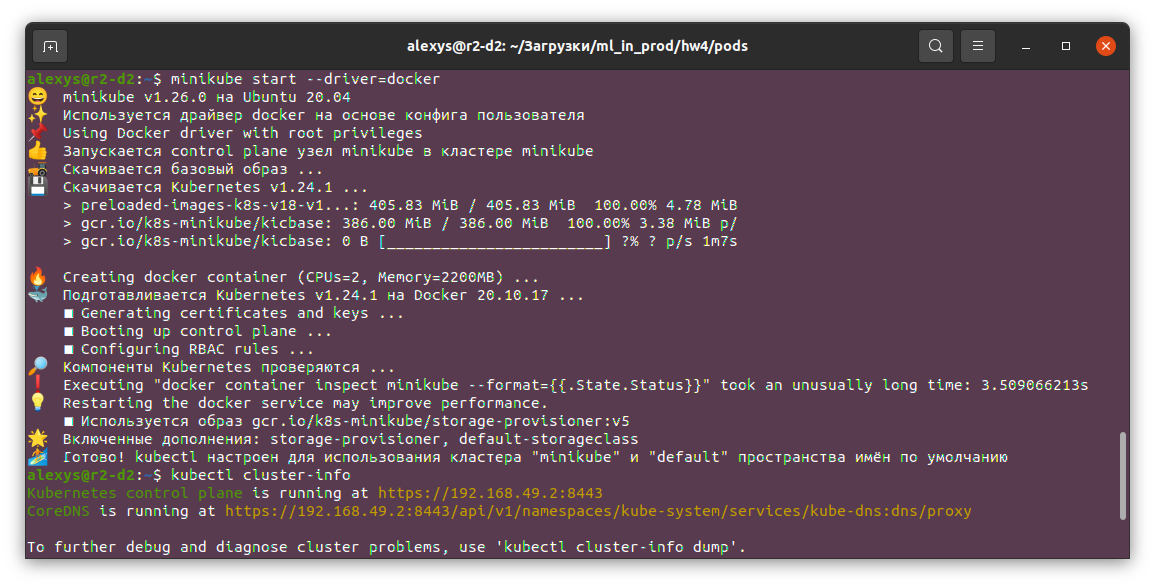 alexys@r2-d2: ~/Загрузки/ml_in_prod/hw4/pods
alexys@r2-d2:~$ minikube start --driver=docker
😄  minikube v1.26.0 на Ubuntu 20.04
✨  Используется драйвер docker на основе конфига пользователя
📌  Using Docker driver with root privileges
👍  Запускается control plane узел minikube в кластере minikube
🚜  Скачивается базовый образ ...
💾  Скачивается Kubernetes v1.24.1 ...
    > preloaded-images-k8s-v18-v1...: 405.83 MiB / 405.83 MiB  100.00% 4.78 MiB
    > gcr.io/k8s-minikube/kicbase: 386.00 MiB / 386.00 MiB  100.00% 3.38 MiB p/
    > gcr.io/k8s-minikube/kicbase: 0 B [________________________] ?% ? p/s 1m7s
🔥  Creating docker container (CPUs=2, Memory=2200MB) ...
🐳  Подготавливается Kubernetes v1.24.1 на Docker 20.10.17 ...
    ▪ Generating certificates and keys ...
    ▪ Booting up control plane ...
    ▪ Configuring RBAC rules ...
🔎  Компоненты Kubernetes проверяются ...
❗  Executing "docker container inspect minikube --format={{.State.Status}}" took an unusually long time: 3.509066213s
💡  Restarting the docker service may improve performance.
    ▪ Используется образ gcr.io/k8s-minikube/storage-provisioner:v5
🌟  Включенные дополнения: storage-provisioner, default-storageclass
🏄  Готово! kubectl настроен для использования кластера "minikube" и "default" пространства имён по умолчанию
alexys@r2-d2:~$ kubectl cluster-info
Kubernetes control plane is running at https://192.168.49.2:8443
CoreDNS is running at https://192.168.49.2:8443/api/v1/namespaces/kube-system/services/kube-dns:dns/proxy
To further debug and diagnose cluster problems, use 'kubectl cluster-info dump'.